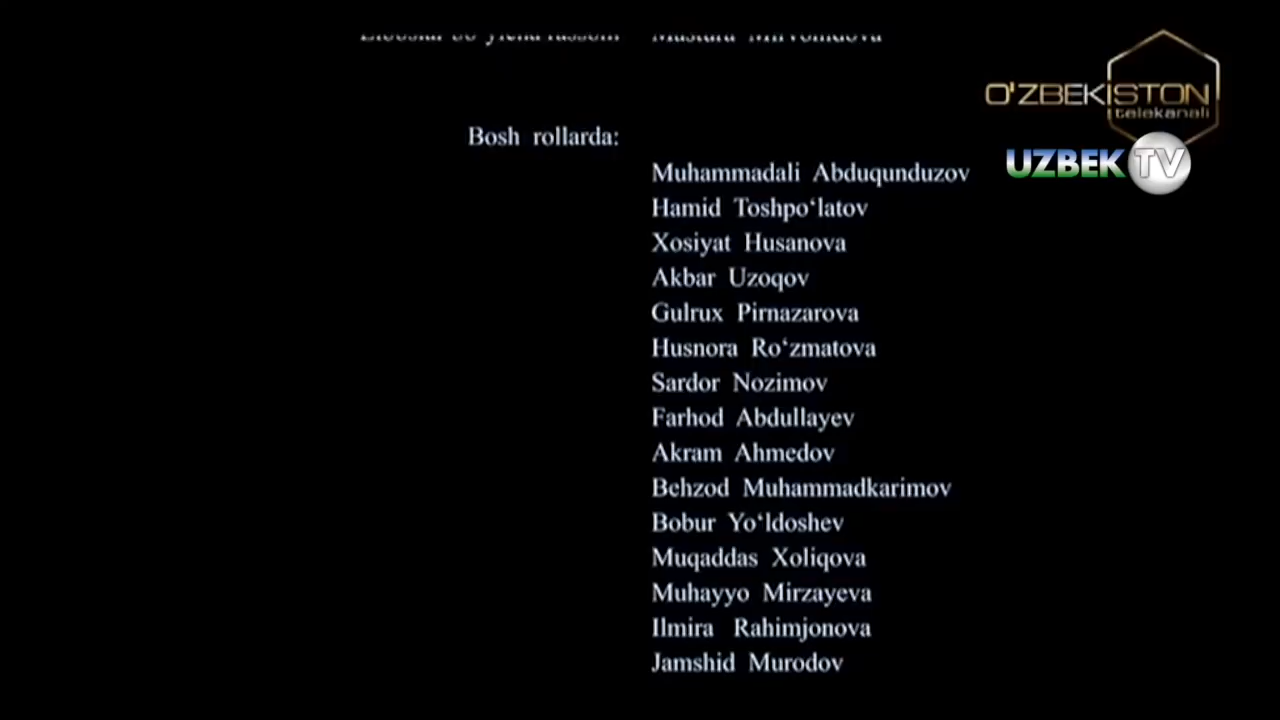 O'ZBEKISTON
telekanali
Bosh rollarda:
UZBEK TV
Muhammadali Abduqunduzov
Hamid Toshpo‘latov
Xosiyat Husanova
Akbar Uzoqov
Gulrux Pirnazarova
Husnora Ro‘zmatova
Sardor Nozimov
Farhod Abdullayev
Akram Ahmedov
Behzod Muhammadkarimov
Bobur Yo‘ldoshev
Muqaddas Xoliqova
Muhayyo Mirzayeva
Ilmira Rahimjonova
Jamshid Murodov